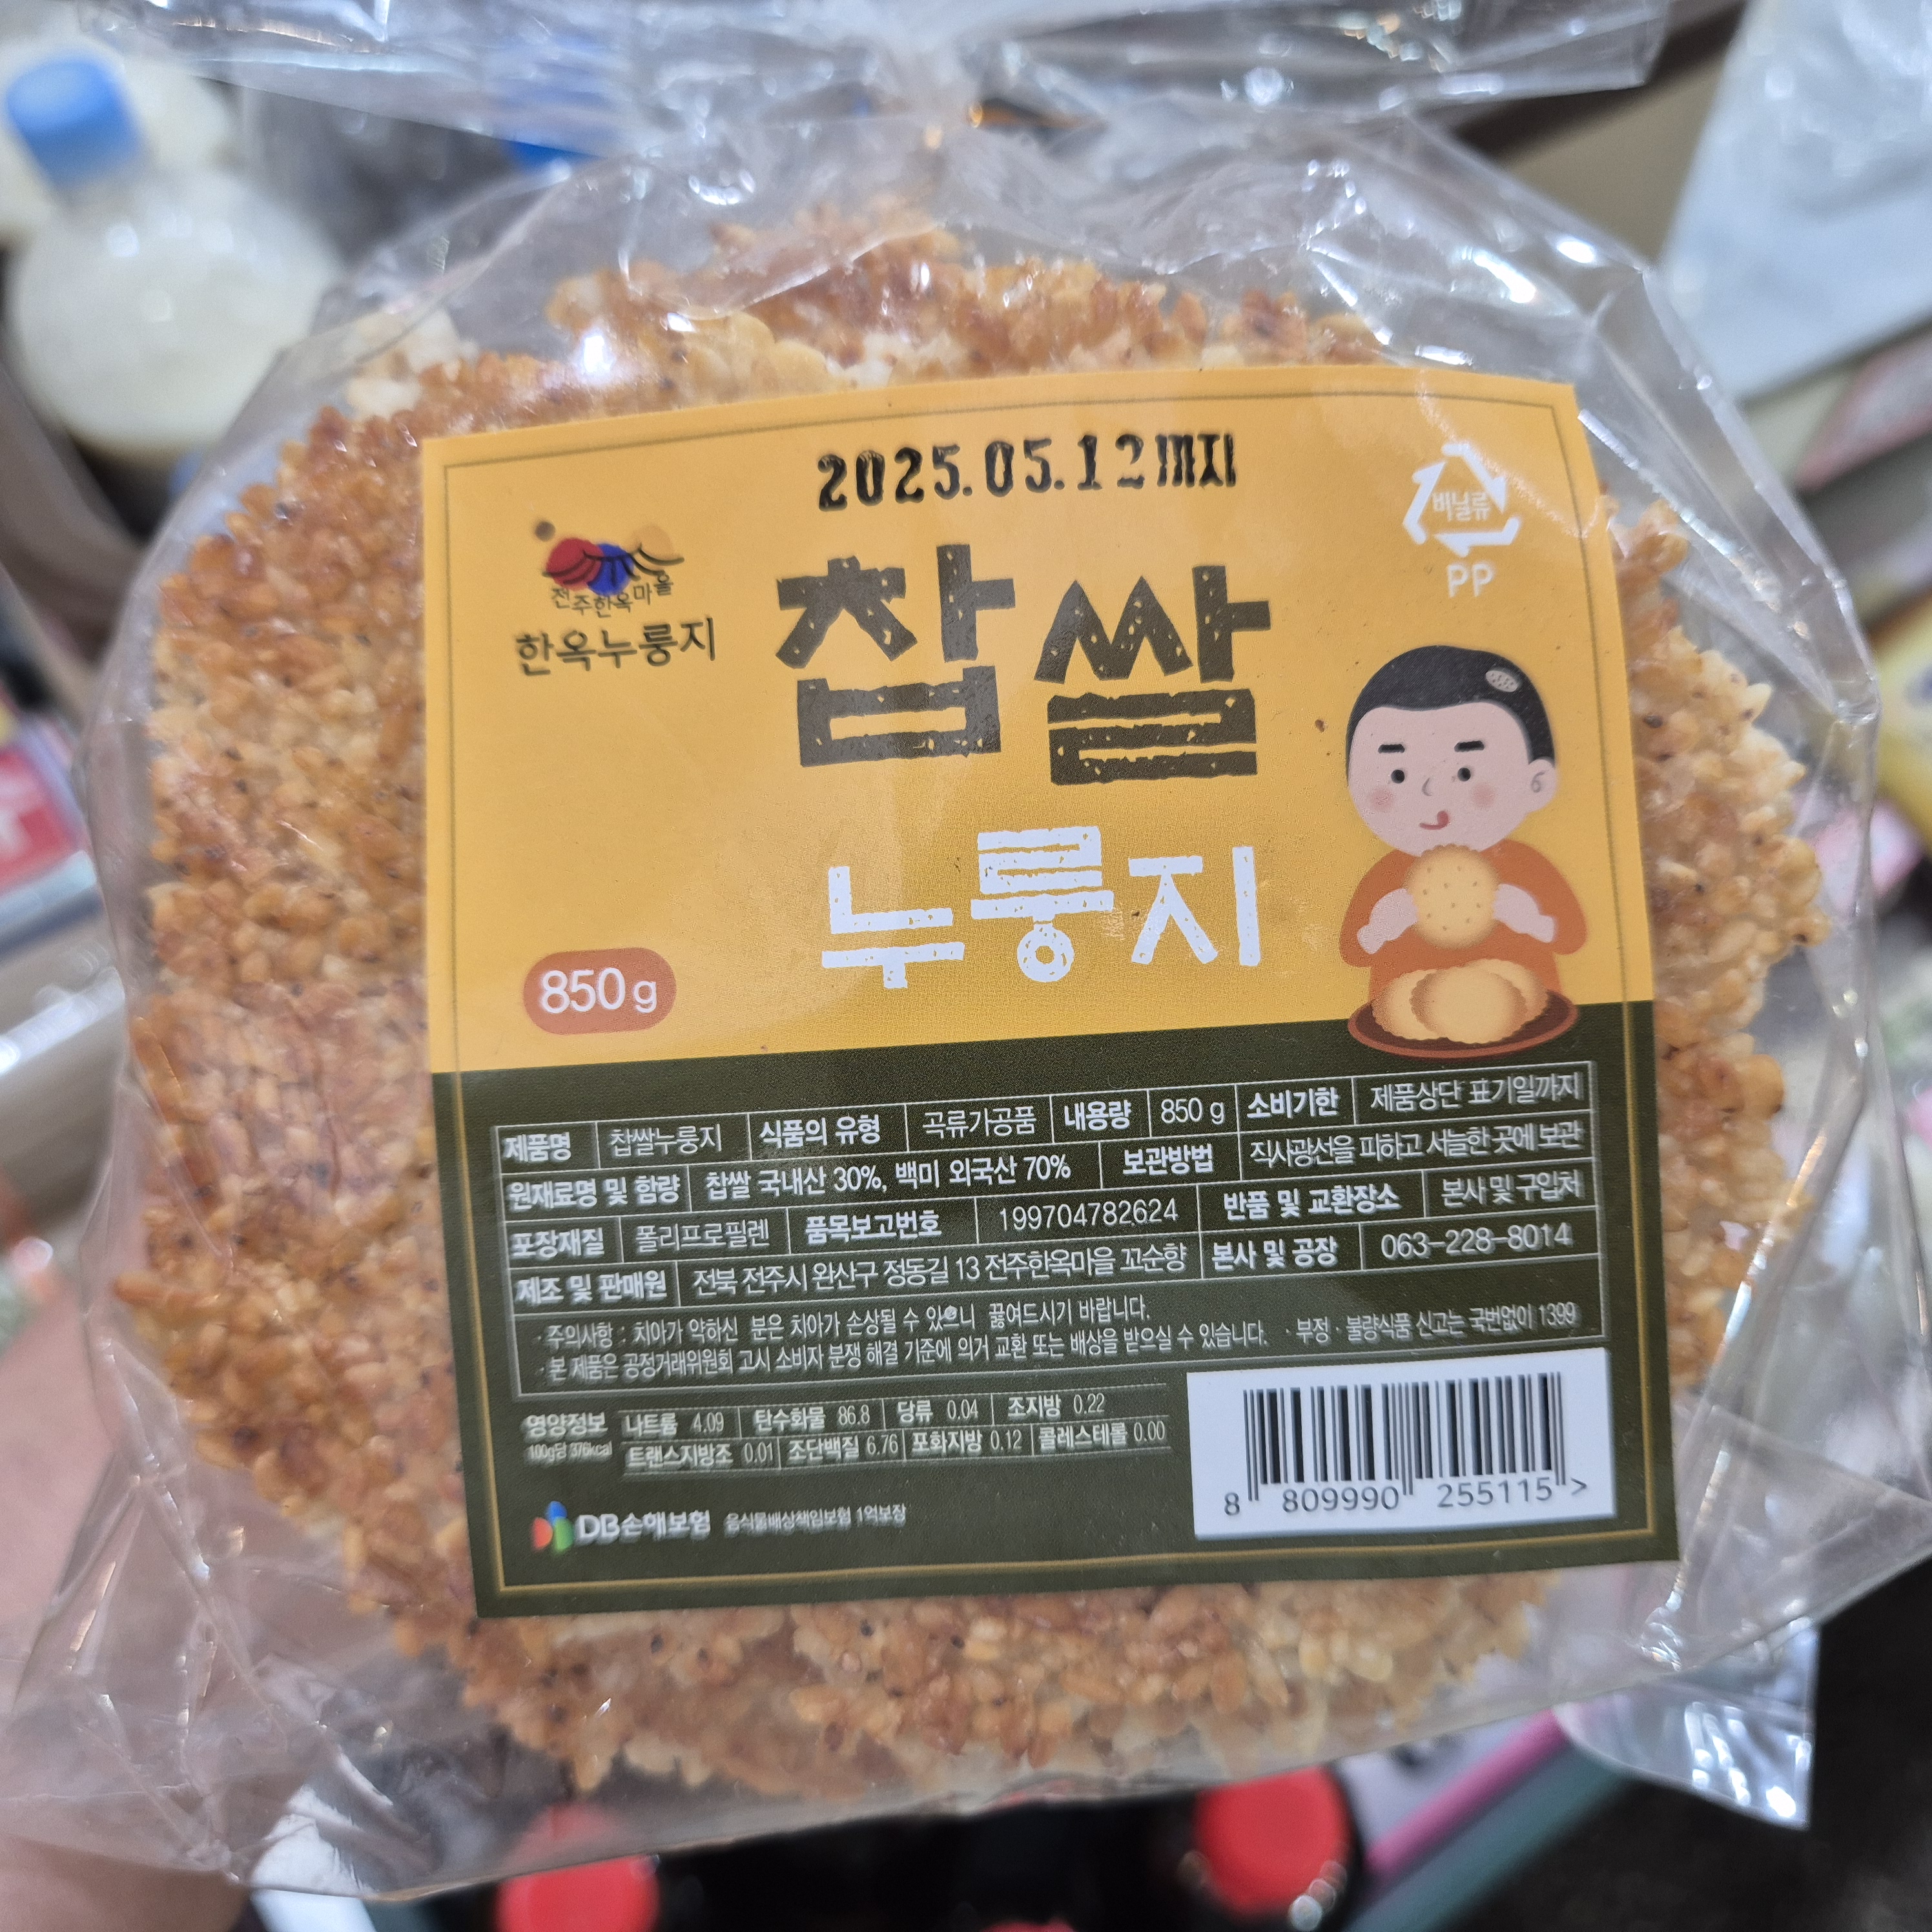 2025.05.12까지
비닐류
PP
전주한옥마을
한옥누룽지
찹쌀
누룽지
850g
제품명 찹쌀누룽지 식품의 유형 곡류가공품 내용량 850 g 소비기한 제품상단 표기일까지
원재료명 및 함량 찹쌀 국내산 30%, 백미 외국산 70% 보관방법 직사광선을 피하고 서늘한 곳에 보관
포장재질 폴리프로필렌 품목보고번호 199704782624 반품 및 교환장소 본사 및 구입처
제조 및 판매원 전북 전주시 완산구 정동길 13 전주한옥마을 꼬순향 본사 및 공장 063-228-8014
· 주의사항 : 치아가 약하신 분은 치아가 손상될 수 있으니 끓여드시기 바랍니다.
· 본 제품은 공정거래위원회 고시 소비자 분쟁 해결 기준에 의거 교환 또는 배상을 받으실 수 있습니다. · 부정 · 불량식품 신고는 국번없이 1399
영양정보 나트륨 4.09 탄수화물 86.8 당류 0.04 조지방 0.22
100g당 376kcal 트랜스지방조 0.01 조단백질 6.76 포화지방 0.12 콜레스테롤 0.00
DB손해보험 음식물배상책임보험 1억보장
8 809990 255115 >